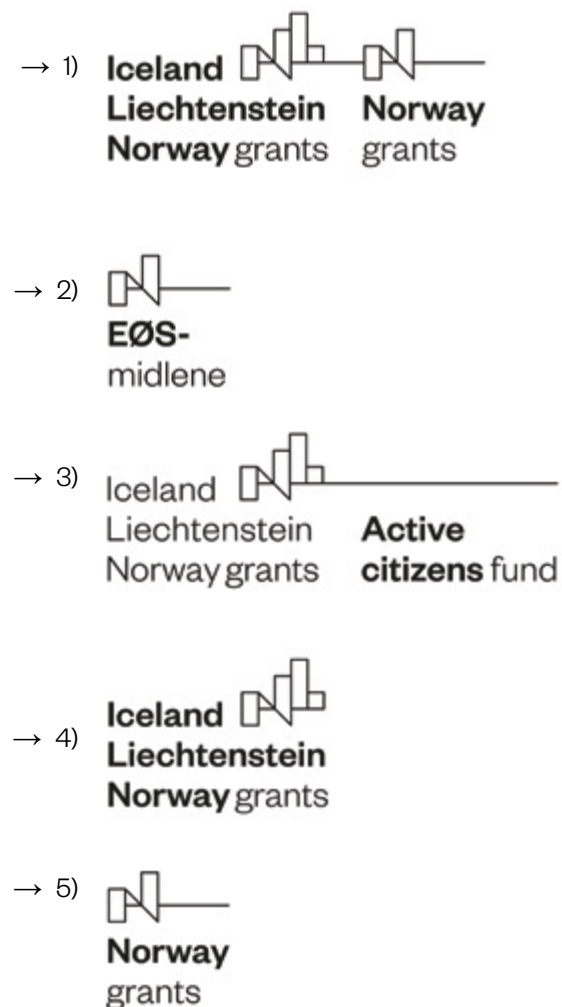 → 1) Iceland
Liechtenstein Norway
Norway grants grants
→ 2)
EØS-
midlene
→ 3) Iceland
Liechtenstein Active
Norway grants citizens fund
→ 4) Iceland
Liechtenstein
Norway grants
→ 5)
Norway
grants